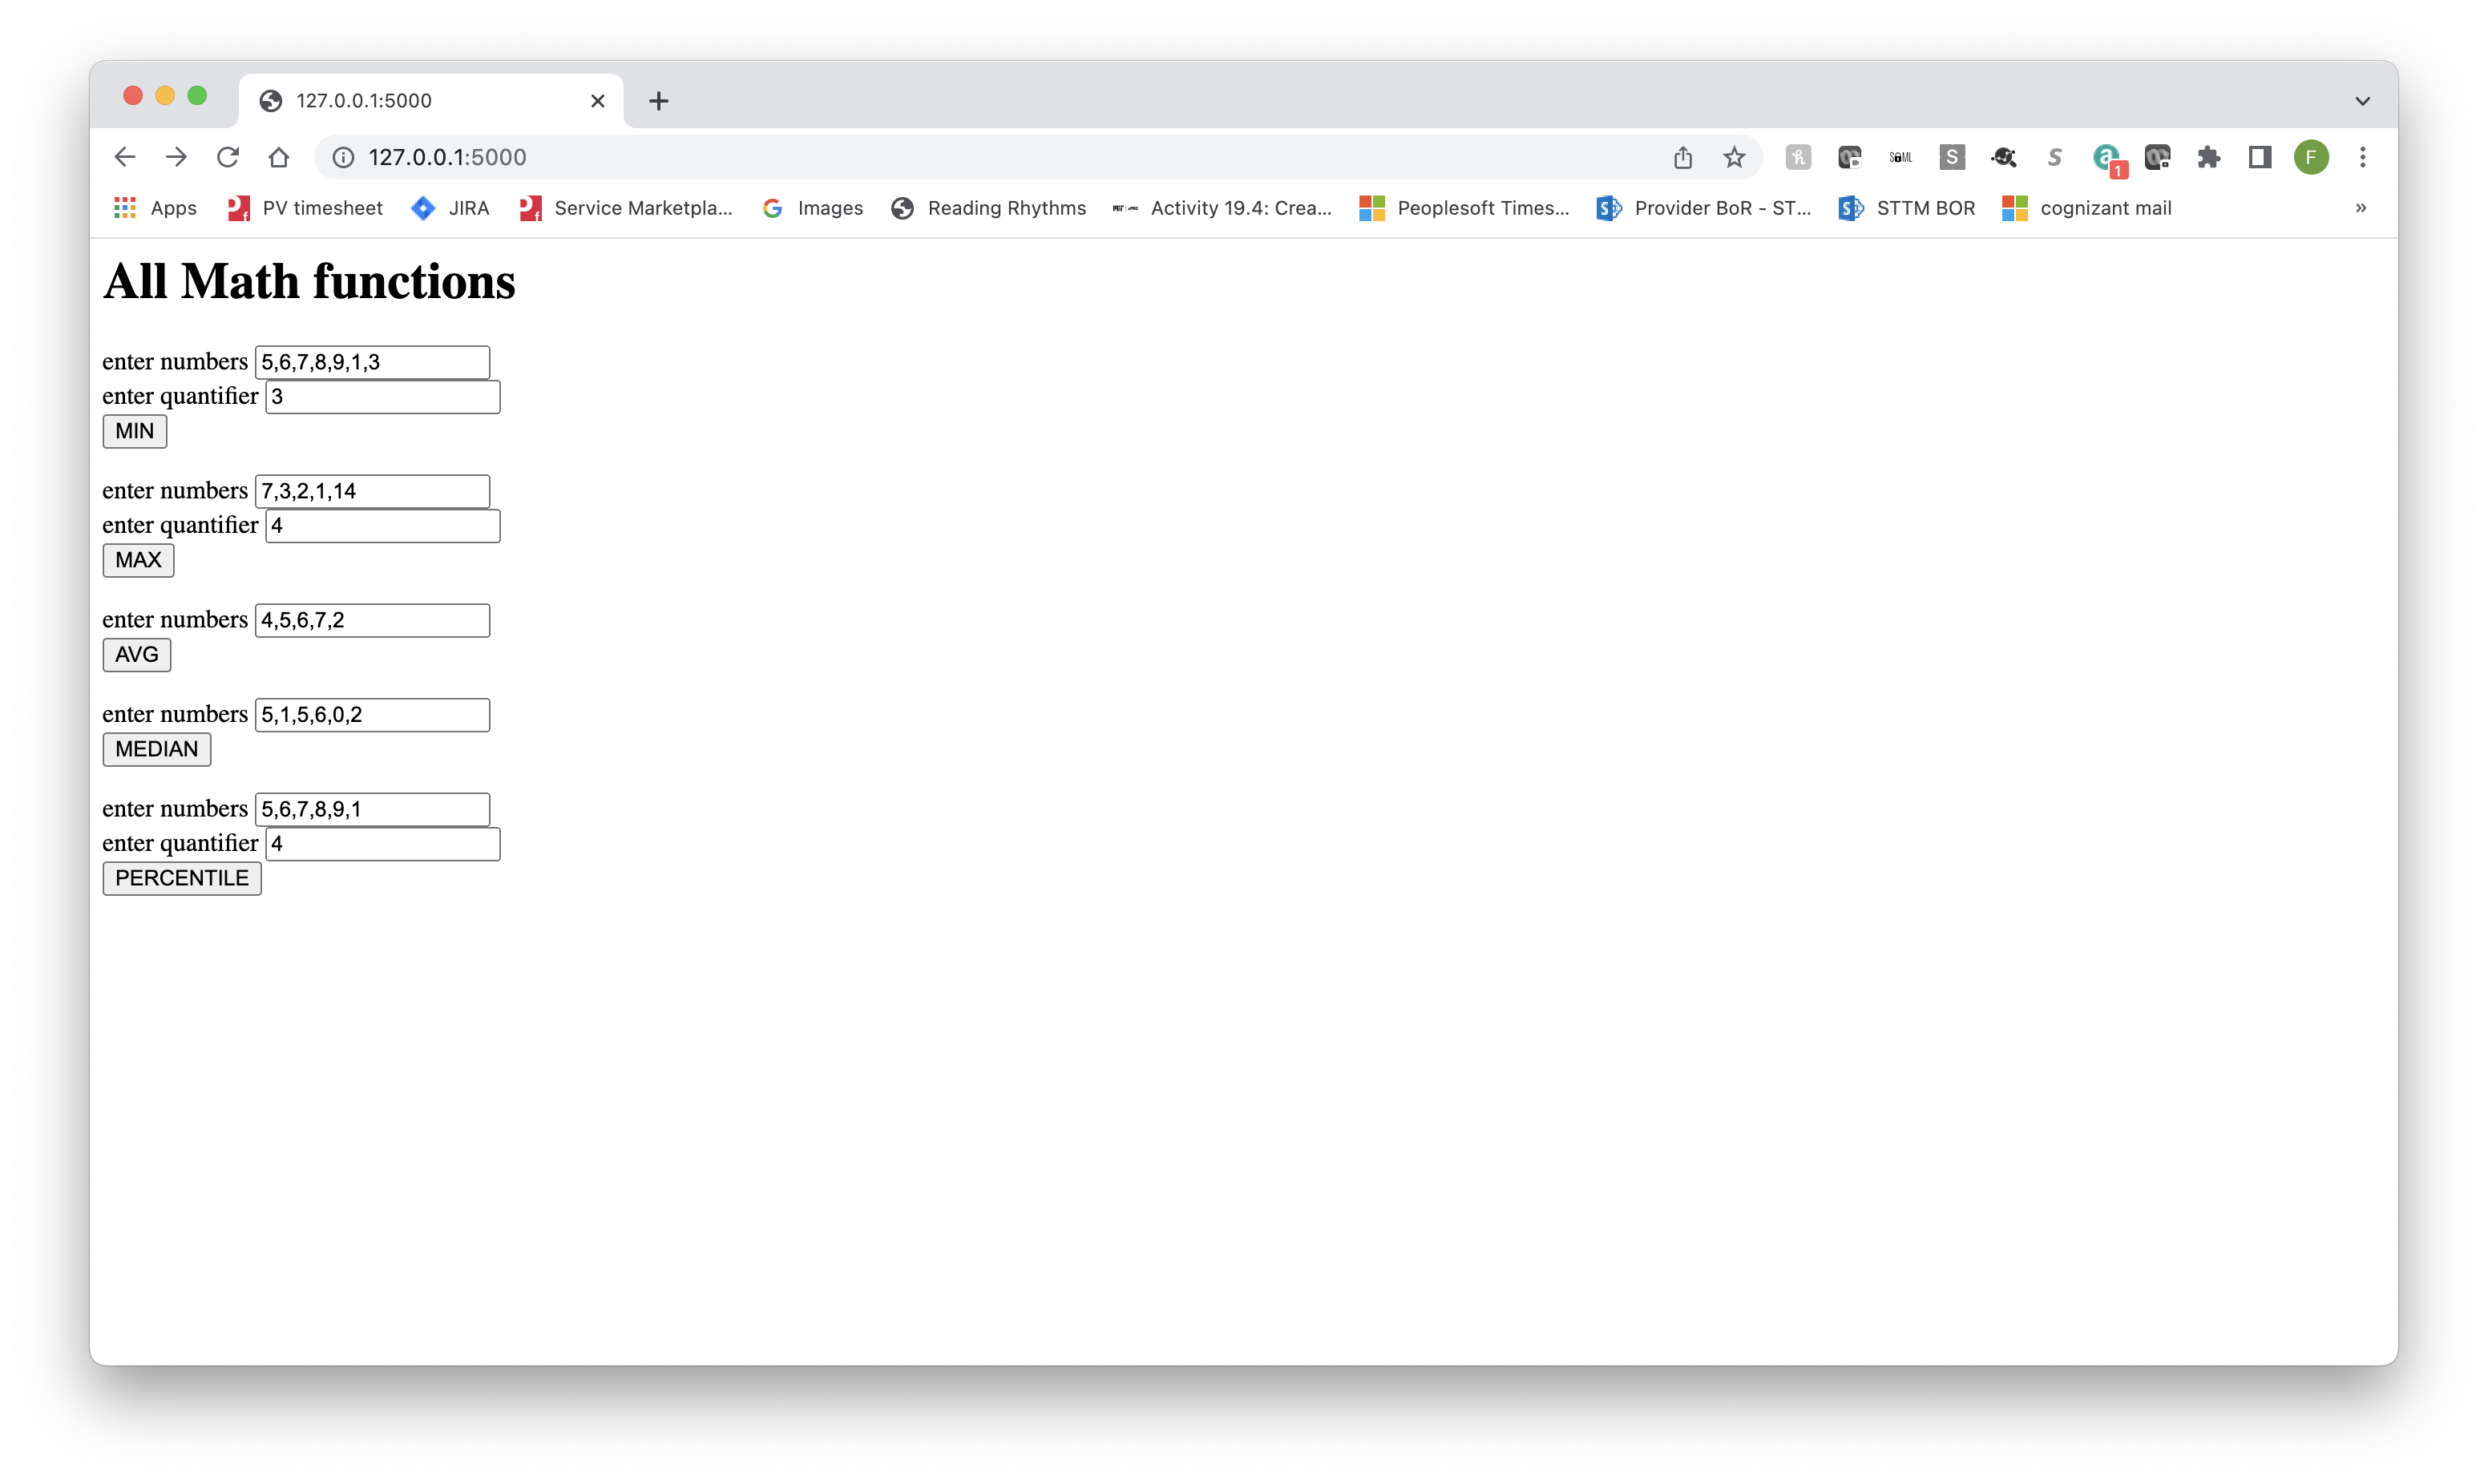 127.0.0.1:5000
127.0.0.1:5000
1
F
Apps PV timesheet JIRA Service Marketpla... Images Reading Rhythms Activity 19.4: Crea... Peoplesoft Times... Provider BoR - ST... STTM BOR cognizant mail »
All Math functions
enter numbers 5,6,7,8,9,1,3
enter quantifier 3
MIN
enter numbers 7,3,2,1,14
enter quantifier 4
MAX
enter numbers 4,5,6,7,2
AVG
enter numbers 5,1,5,6,0,2
MEDIAN
enter numbers 5,6,7,8,9,1
enter quantifier 4
PERCENTILE